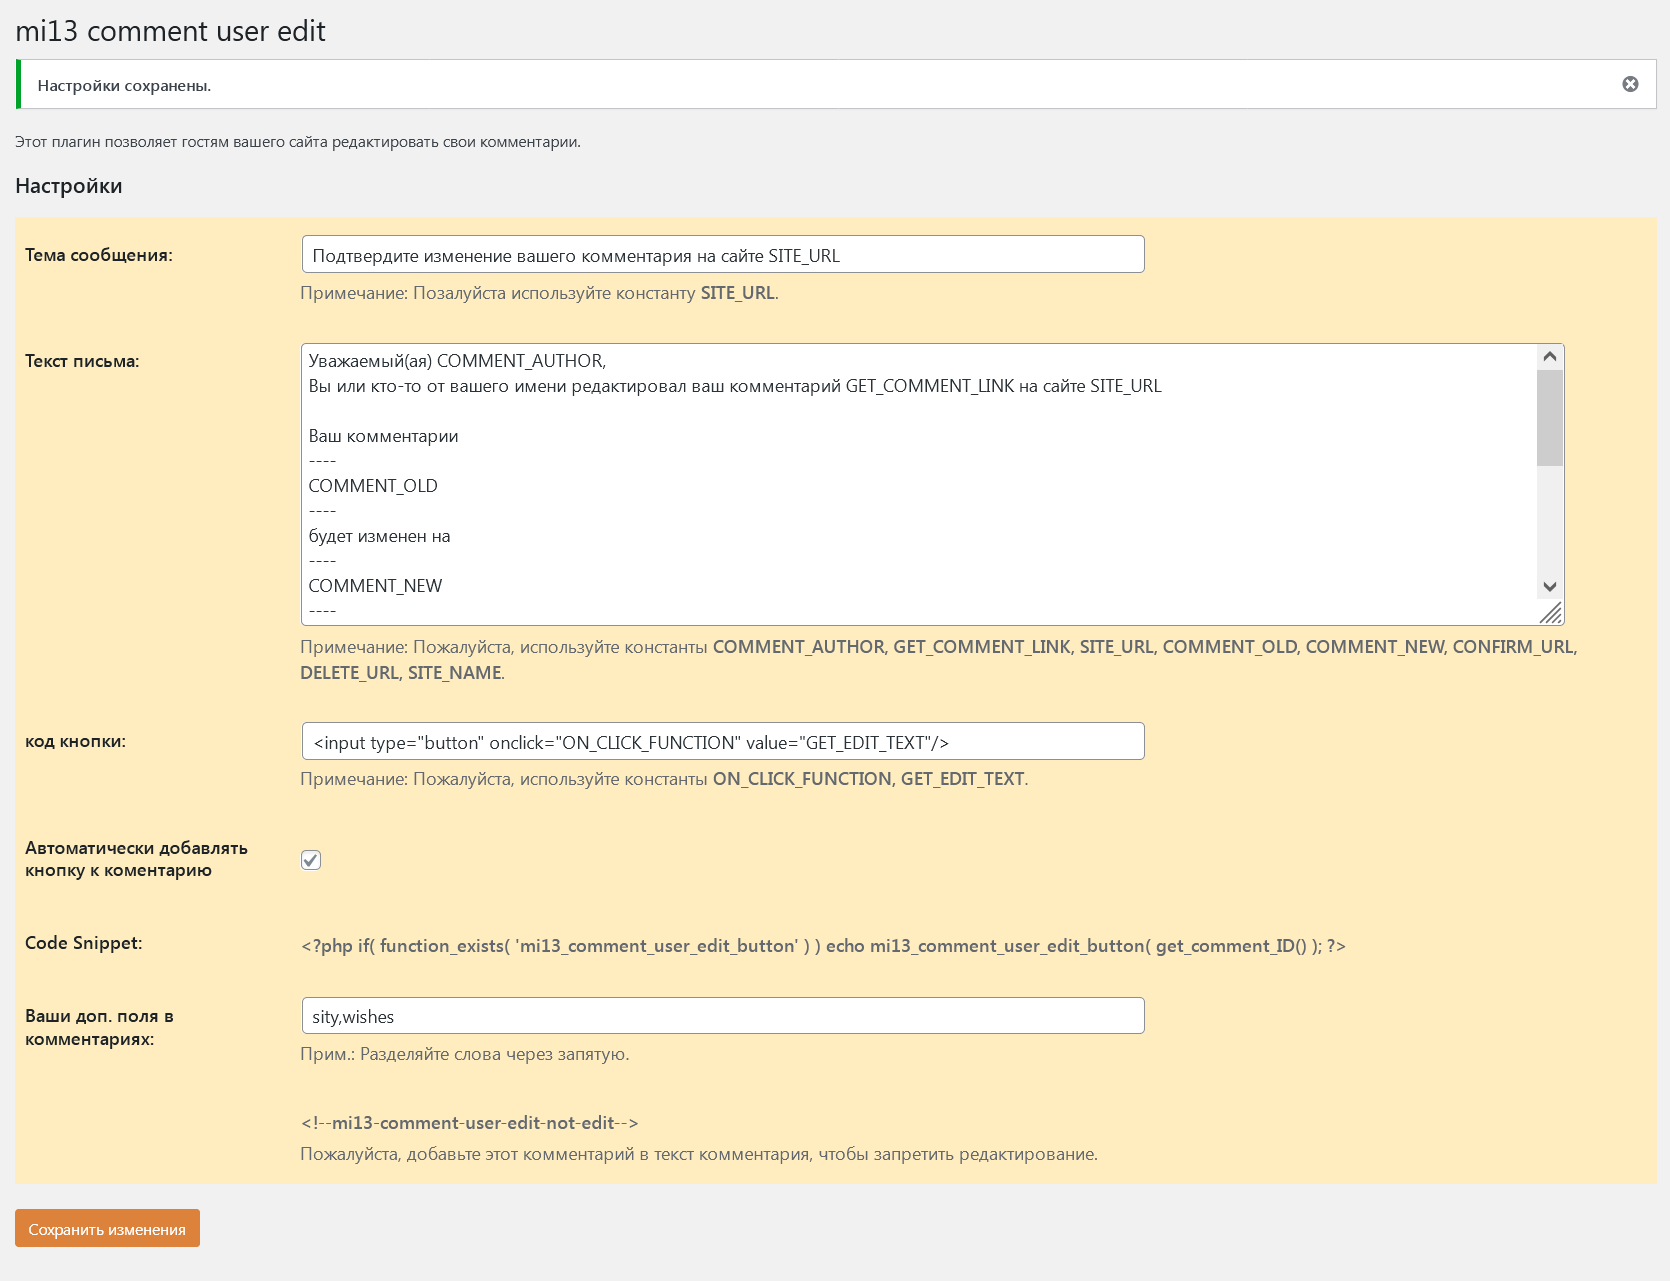 mi13 comment user edit
Настройки сохранены.
Этот плагин позволяет гостям вашего сайта редактировать свои комментарии.
Настройки
Тема сообщения:
Подтвердите изменение вашего комментария на сайте SITE_URL
Примечание: Позалуйста используйте константу SITE_URL.
Текст письма:
Уважаемый(ая) COMMENT_AUTHOR,
Вы или кто-то от вашего имени редактировал ваш комментарий GET_COMMENT_LINK на сайте SITE_URL
Ваш комментарии
----
COMMENT_OLD
----
будет изменен на
----
COMMENT_NEW
----
Примечание: Пожалуйста, используйте константы COMMENT_AUTHOR, GET_COMMENT_LINK, SITE_URL, COMMENT_OLD, COMMENT_NEW, CONFIRM_URL,
DELETE_URL, SITE_NAME.
код кнопки:
<input type="button" onclick="ON_CLICK_FUNCTION" value="GET_EDIT_TEXT"/>
Примечание: Пожалуйста, используйте константы ON_CLICK_FUNCTION, GET_EDIT_TEXT.
Автоматически добавлять
кнопку к коментарию
Code Snippet:
<?php if( function_exists( 'mi13_comment_user_edit_button' ) ) echo mi13_comment_user_edit_button( get_comment_ID() ); ?>
Ваши доп. поля в
комментариях:
sity,wishes
Прим.: Разделяйте слова через запятую.
<!--mi13-comment-user-edit-not-edit-->
Пожалуйста, добавьте этот комментарий в текст комментария, чтобы запретить редактирование.
Сохранить изменения